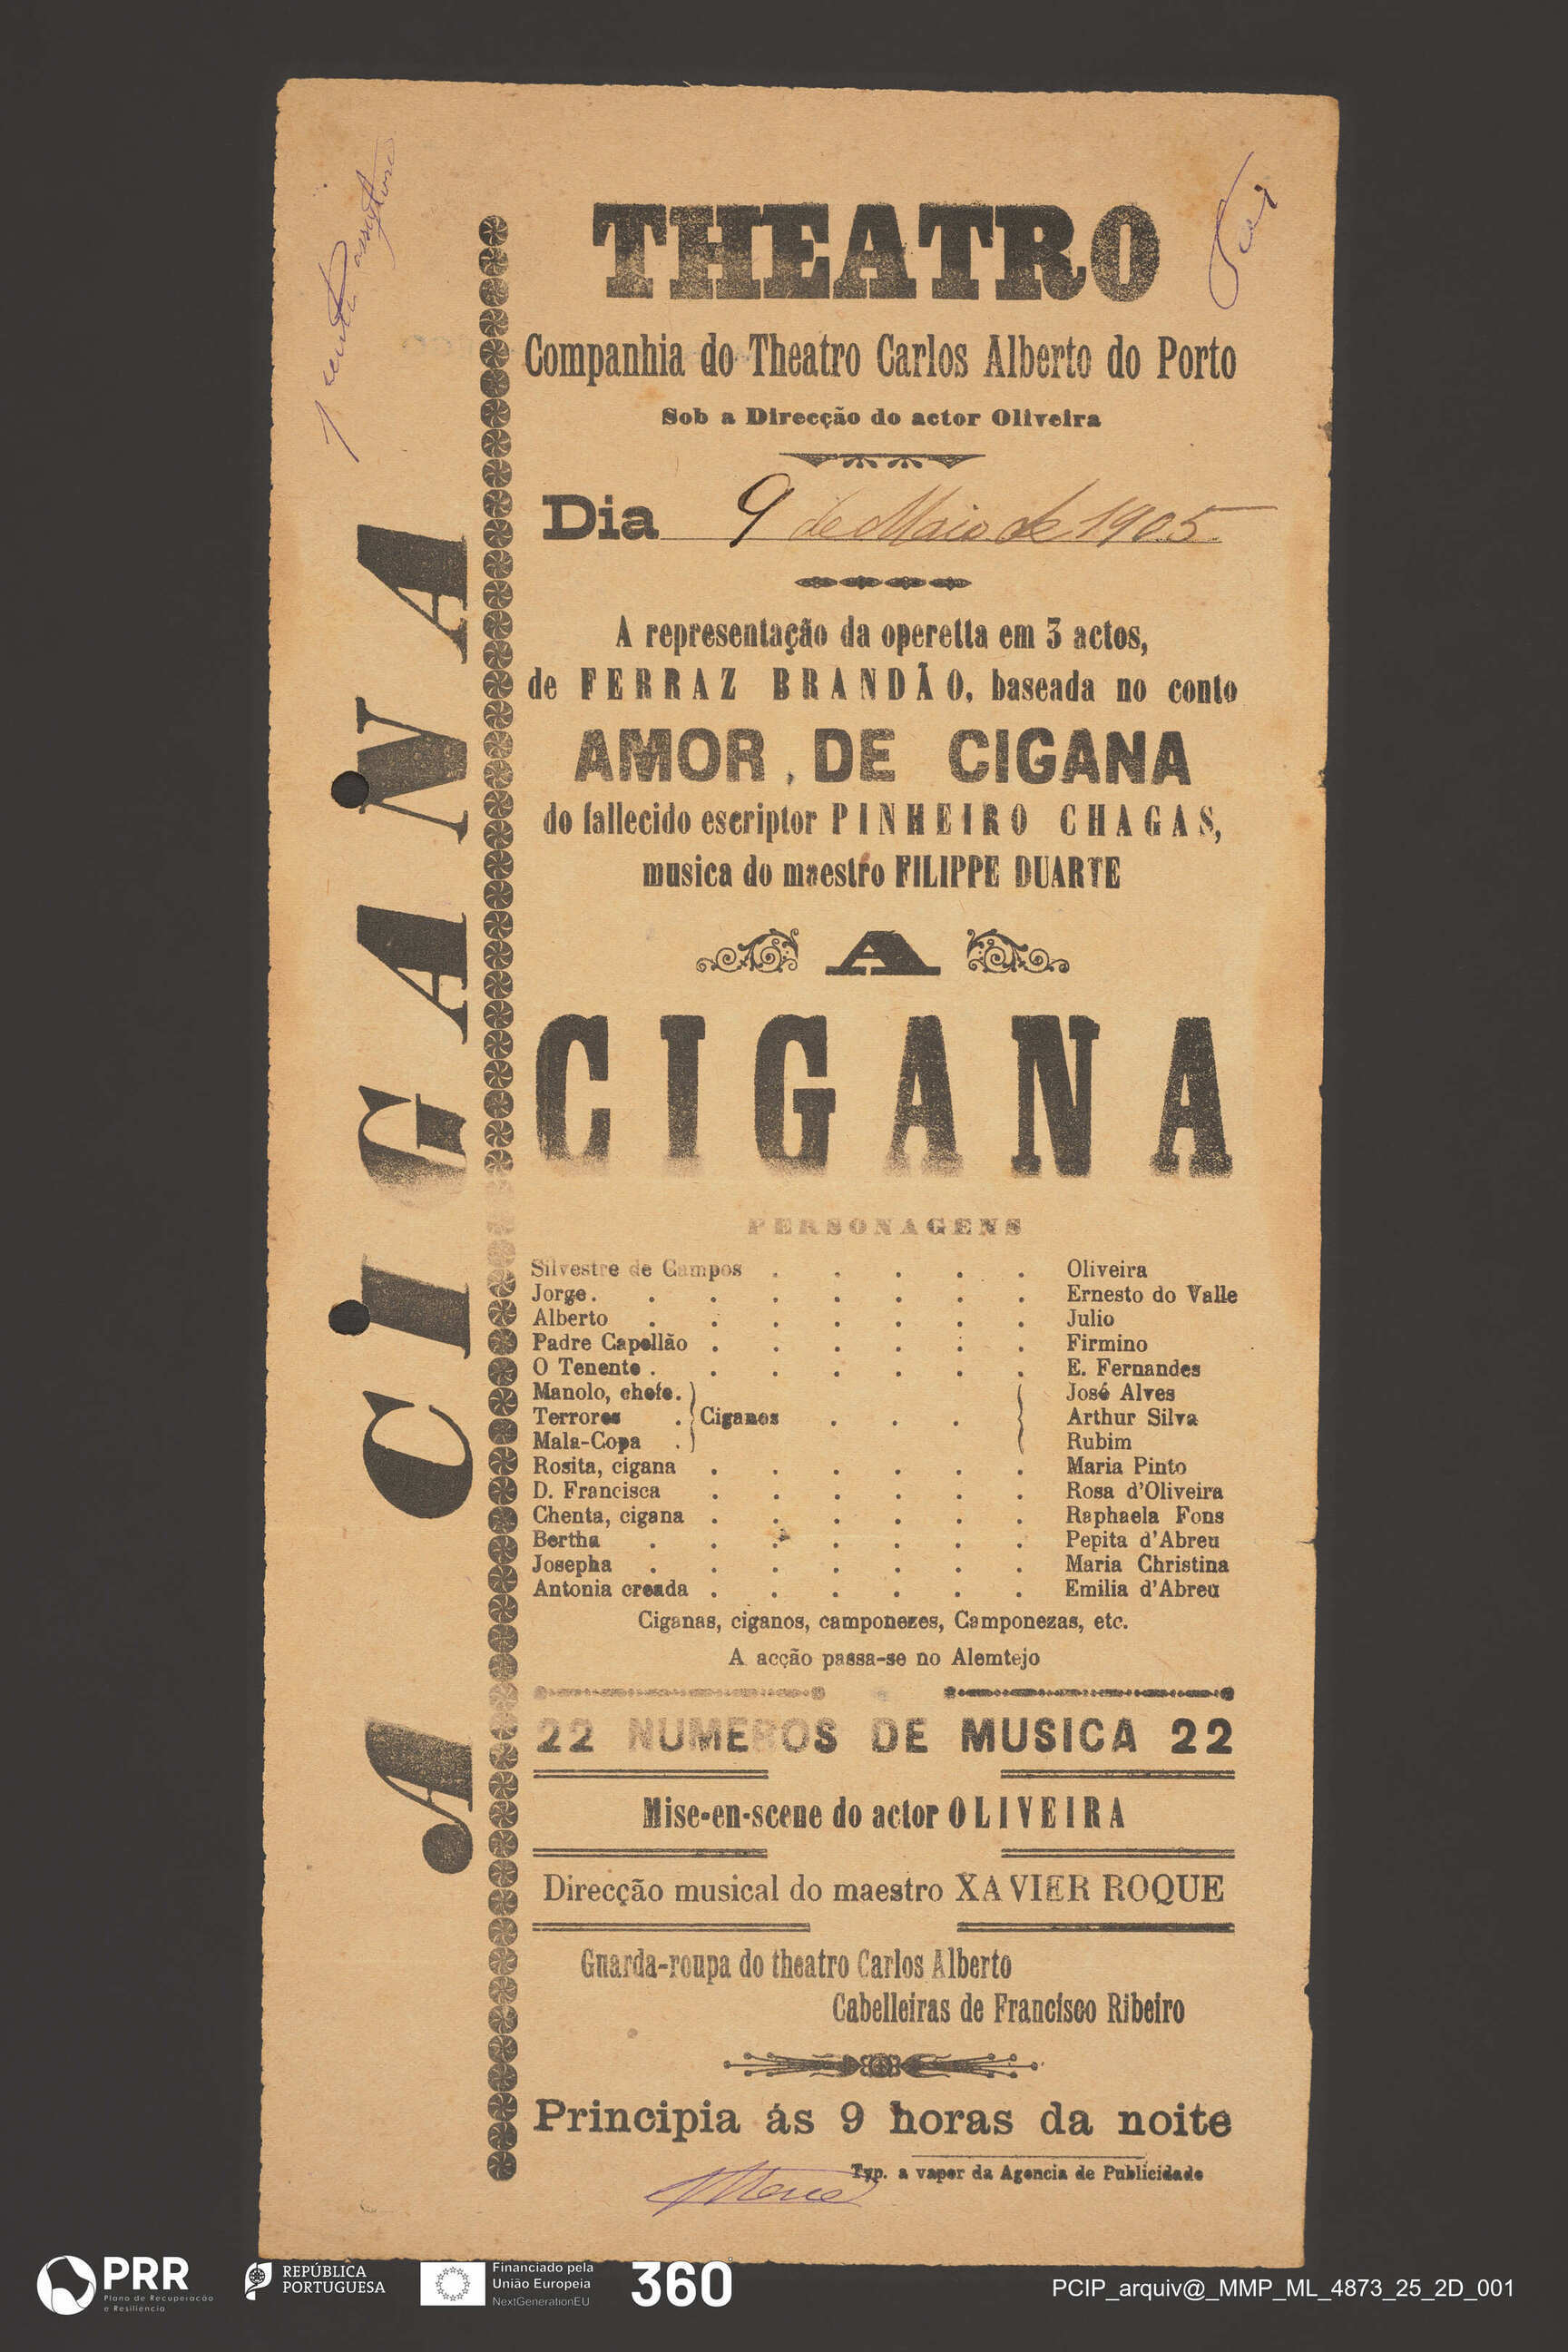 THEATRO
Companhia do Theatro Carlos Alberto do Porto
Sob a Direcção do actor Oliveira
Dia 9 de Maio de 1905
A representação da operetta em 3 actos,
de FERRAZ BRANDÃO, baseada no conto
AMOR DE CIGANA
do fallecido escriptor PINHEIRO CHAGAS,
musica do maestro FILIPPE DUARTE
A
CIGANA
PERSONAGENS
Silvestre de Campos . . . . . Oliveira
Jorge. . . . . . . . Ernesto do Valle
Alberto . . . . . . . Julio
Padre Capellão . . . . . . Firmino
O Tenente . . . . . . . E. Fernandes
Manolo, chefe. José Alves
Terrores . Ciganos . . . Arthur Silva
Mala-Copa . Rubim
Rosita, cigana . . . . . . Maria Pinto
D. Francisca . . . . . . Rosa d'Oliveira
Chenta, cigana . . . . . . Raphaela Fons
Bertha . . . . . . . Pepita d'Abreu
Josepha . . . . . . . Maria Christina
Antonia creada . . . . . . Emilia d'Abreu
Ciganas, ciganos, camponezes, Camponezas, etc.
A acção passa-se no Alemtejo
22 NUMEROS DE MUSICA 22
Mise-en-scene do actor OLIVEIRA
Direcção musical do maestro XAVIER ROQUE
Guarda-roupa do theatro Carlos Alberto
Cabelleiras de Francisco Ribeiro
Principia ás 9 horas da noite
Typ. a vapor da Agencia de Publicidade
A CIGANA
PRR
Plano de Recuperação
e Resiliência
REPÚBLICA
PORTUGUESA
Financiado pela
União Europeia
NextGenerationEU
360
PCIP_arquiv@_MMP_ML_4873_25_2D_001